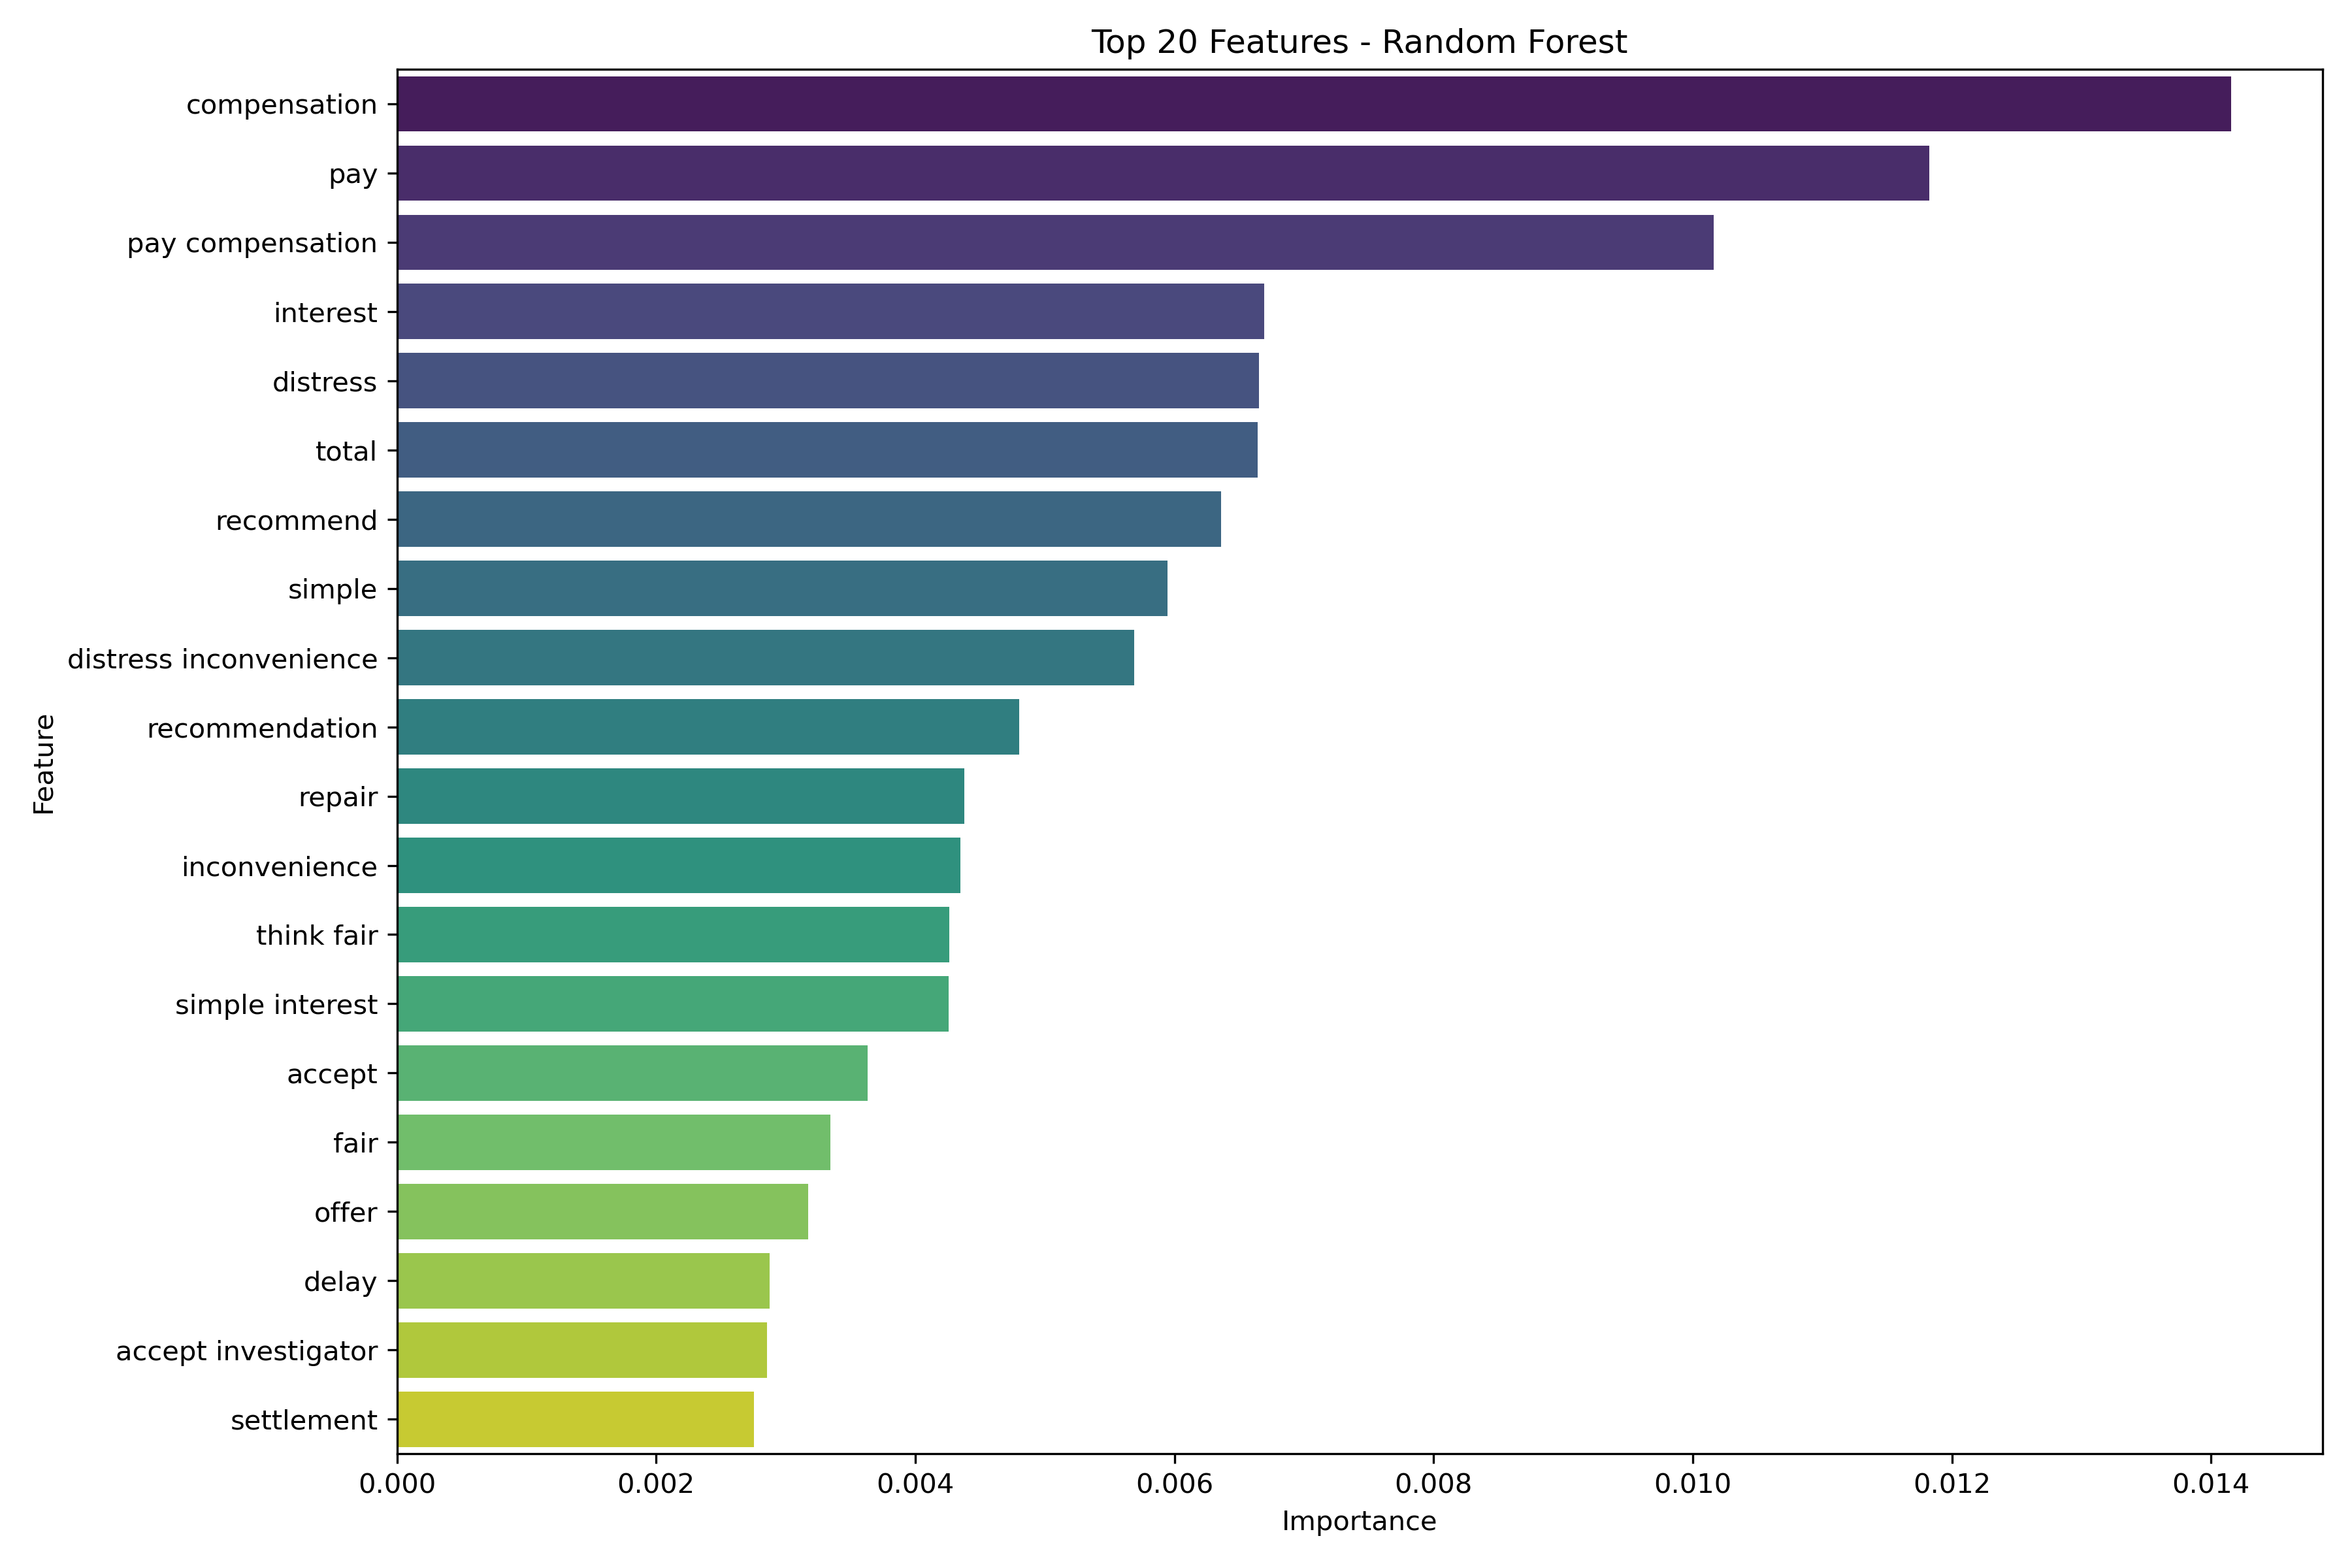 Top 20 Features - Random Forest
compensation
pay
pay compensation
interest
distress
total
recommend
simple
distress inconvenience
recommendation
repair
inconvenience
think fair
simple interest
accept
fair
offer
delay
accept investigator
settlement
Feature
0.000 0.002 0.004 0.006 0.008 0.010 0.012 0.014
Importance